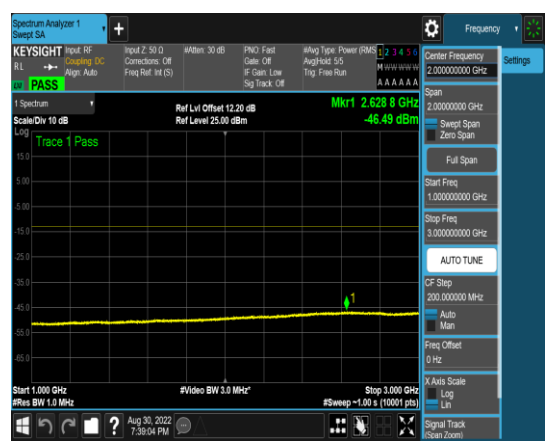 Spectrum Analyzer 1
Swept SA
+
Frequency
KEYSIGHT
RL
Input: RF
Coupling: DC
Align: Auto
Input Z: 50 Ω
Corrections: Off
Freq Ref: Int (S)
#Atten: 30 dB
PNO: Fast
Gate: Off
IF Gain: Low
Sig Track: Off
#Avg Type: Power (RMS
Avg|Hold: 5/5
Trig: Free Run
1 2 3 4 5 6
M W W W W W
A A A A A A
PASS
1 Spectrum
Scale/Div 10 dB
Ref Lvl Offset 12.20 dB
Ref Level 25.00 dBm
Mkr1 2.628 8 GHz
-46.49 dBm
Log
Trace 1 Pass
15.0
5.00
-5.00
-15.0
-25.0
-35.0
-45.0
-55.0
-65.0
1
Start 1.000 GHz
#Res BW 1.0 MHz
#Video BW 3.0 MHz*
Stop 3.000 GHz
#Sweep ~1.00 s (10001 pts)
Aug 30, 2022
7:39:04 PM
?
Center Frequency
2.000000000 GHz
Settings
Span
2.00000000 GHz
Swept Span
Zero Span
Full Span
Start Freq
1.000000000 GHz
Stop Freq
3.000000000 GHz
AUTO TUNE
CF Step
200.000000 MHz
Auto
Man
Freq Offset
0 Hz
X Axis Scale
Log
Lin
Signal Track
(Span Zoom)